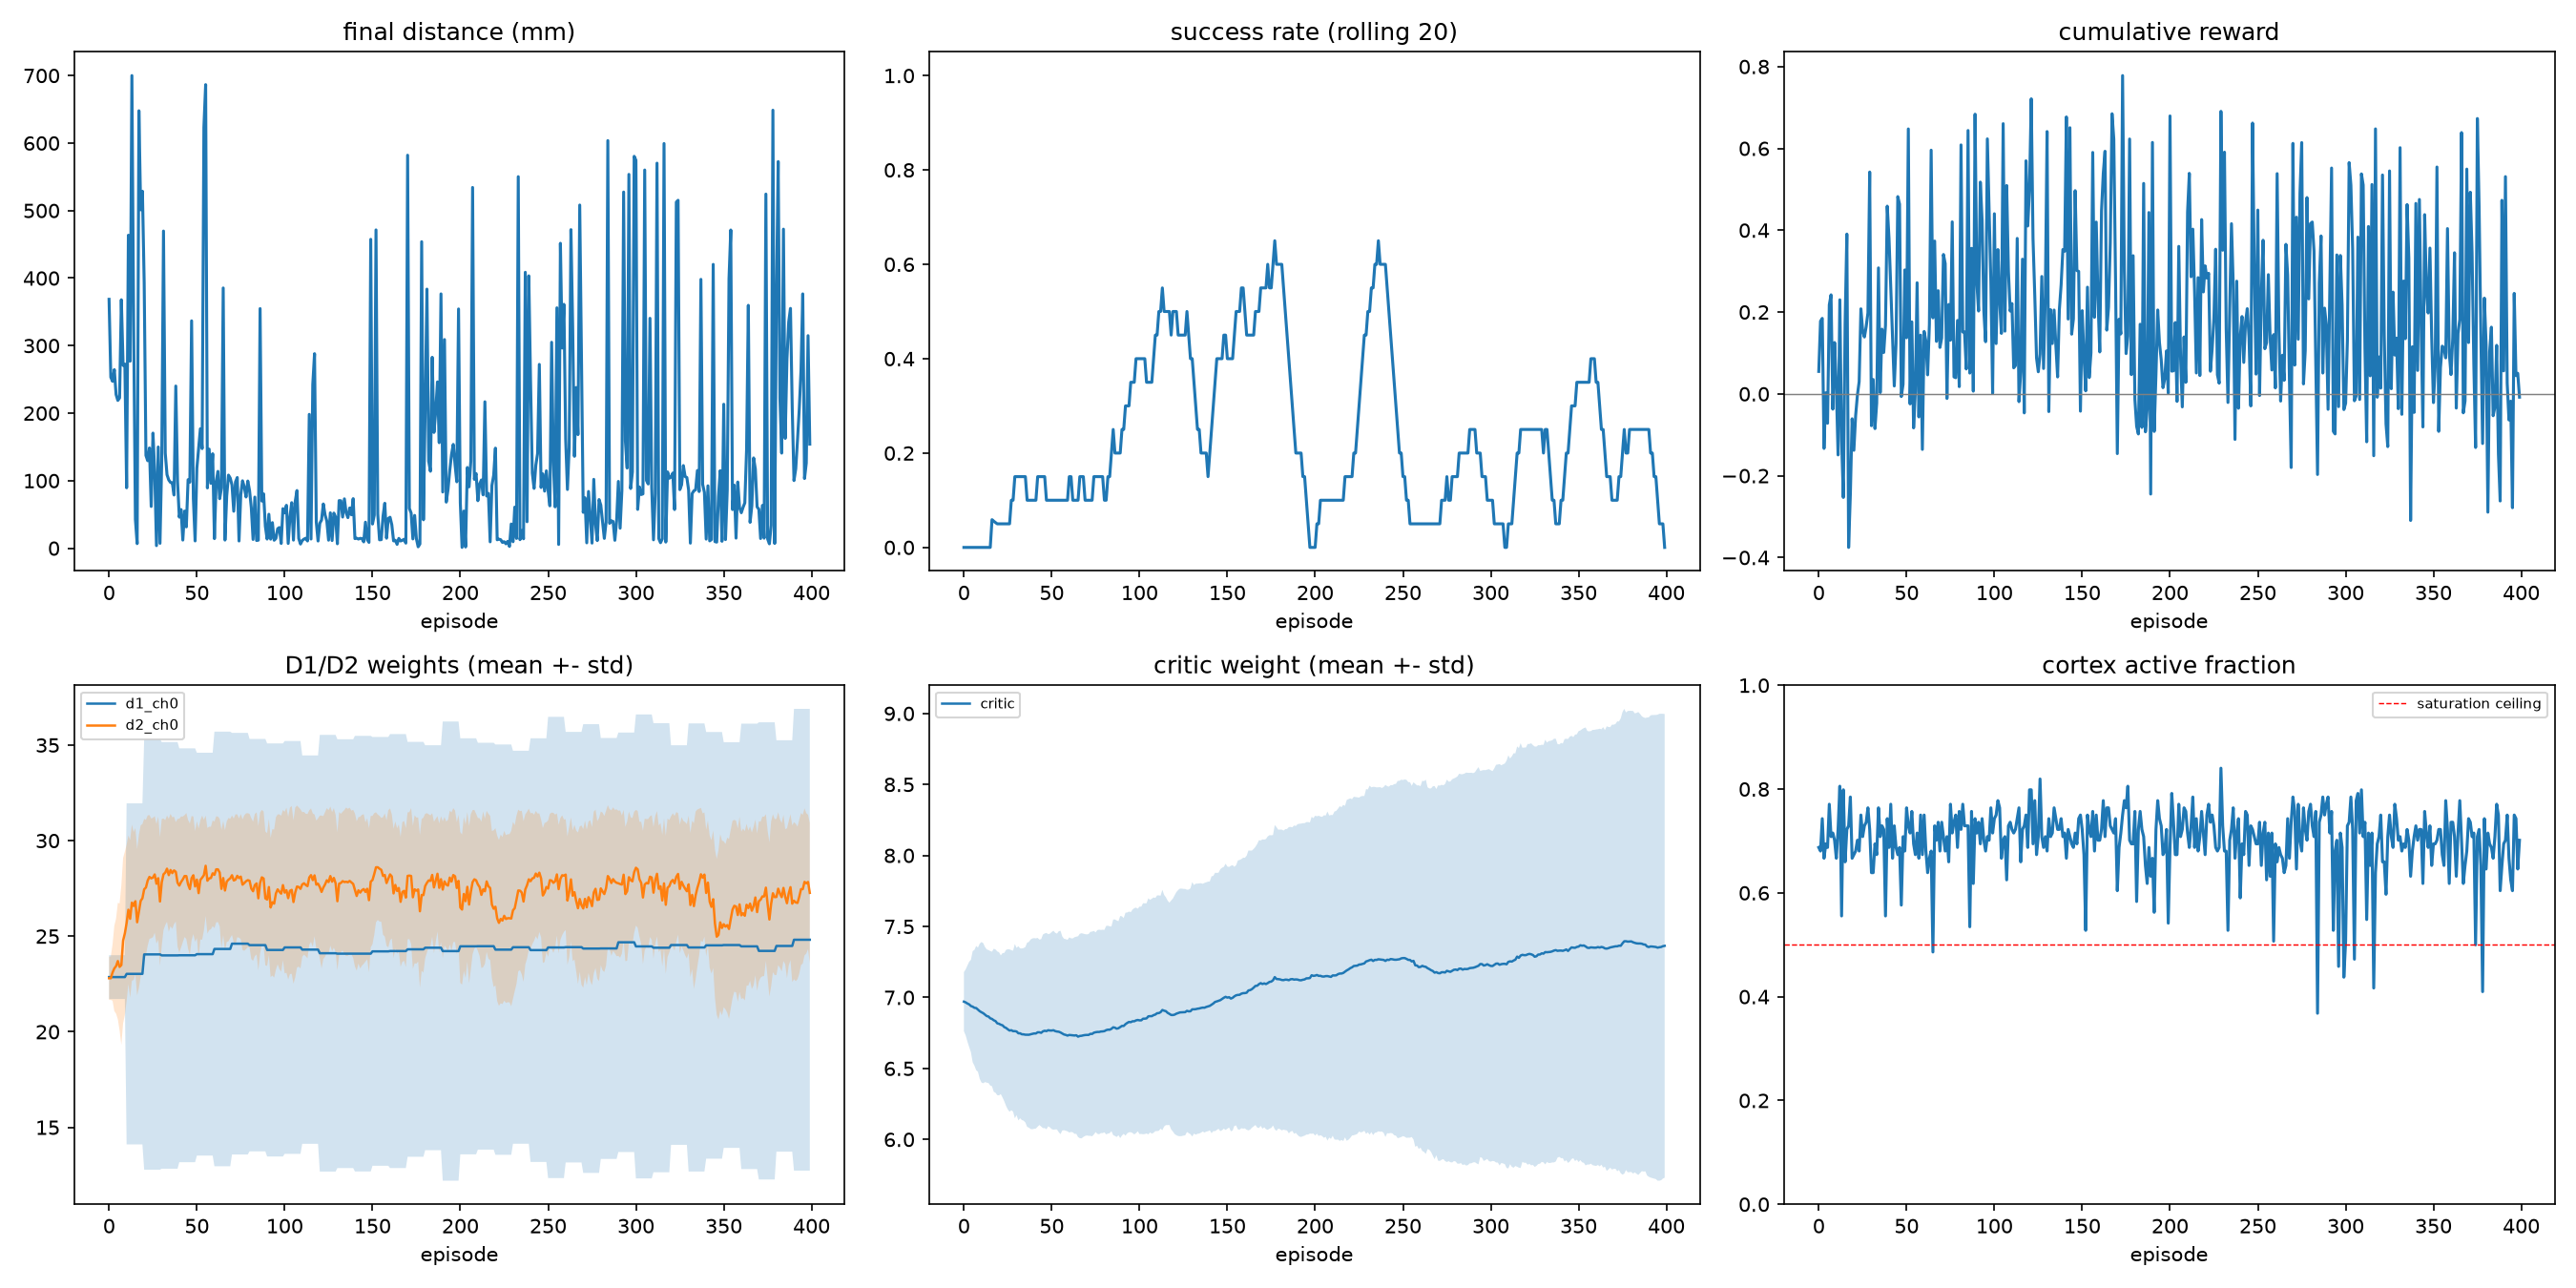 final distance (mm)
700
600
500
400
300
200
100
0
0 50 100 150 200 250 300 350 400
episode
success rate (rolling 20)
1.0
0.8
0.6
0.4
0.2
0.0
0 50 100 150 200 250 300 350 400
episode
cumulative reward
0.8
0.6
0.4
0.2
0.0
−0.2
−0.4
0 50 100 150 200 250 300 350 400
episode
D1/D2 weights (mean +- std)
d1_ch0
d2_ch0
35
30
25
20
15
0 50 100 150 200 250 300 350 400
episode
critic weight (mean +- std)
critic
9.0
8.5
8.0
7.5
7.0
6.5
6.0
0 50 100 150 200 250 300 350 400
episode
cortex active fraction
saturation ceiling
1.0
0.8
0.6
0.4
0.2
0.0
0 50 100 150 200 250 300 350 400
episode